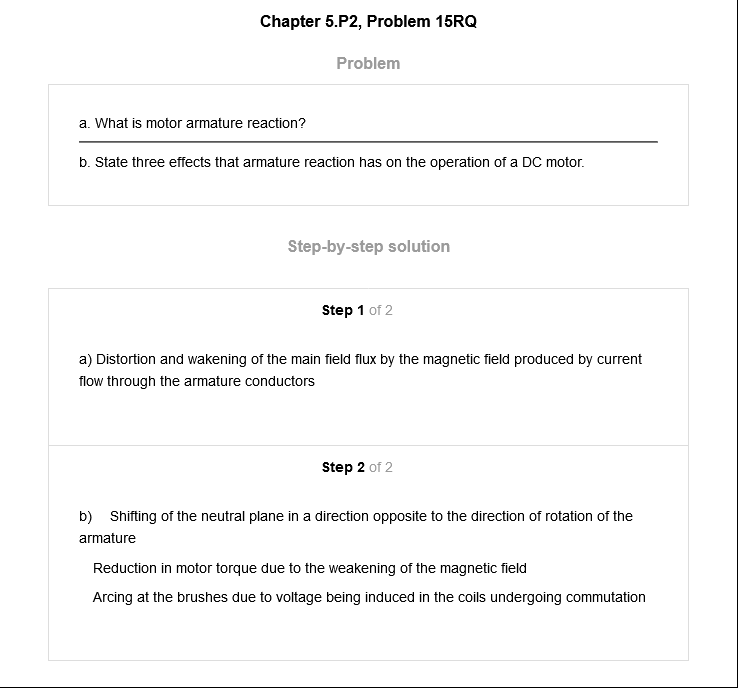 Chapter 5.P2, Problem 15RQ
Problem
a. What is motor armature reaction?
b. State three effects that armature reaction has on the operation of a DC motor.
Step-by-step solution
Step 1 of 2
a) Distortion and wakening of the main field flux by the magnetic field produced by current
flow through the armature conductors
Step 2 of 2
b) Shifting of the neutral plane in a direction opposite to the direction of rotation of the
armature
Reduction in motor torque due to the weakening of the magnetic field
Arcing at the brushes due to voltage being induced in the coils undergoing commutation